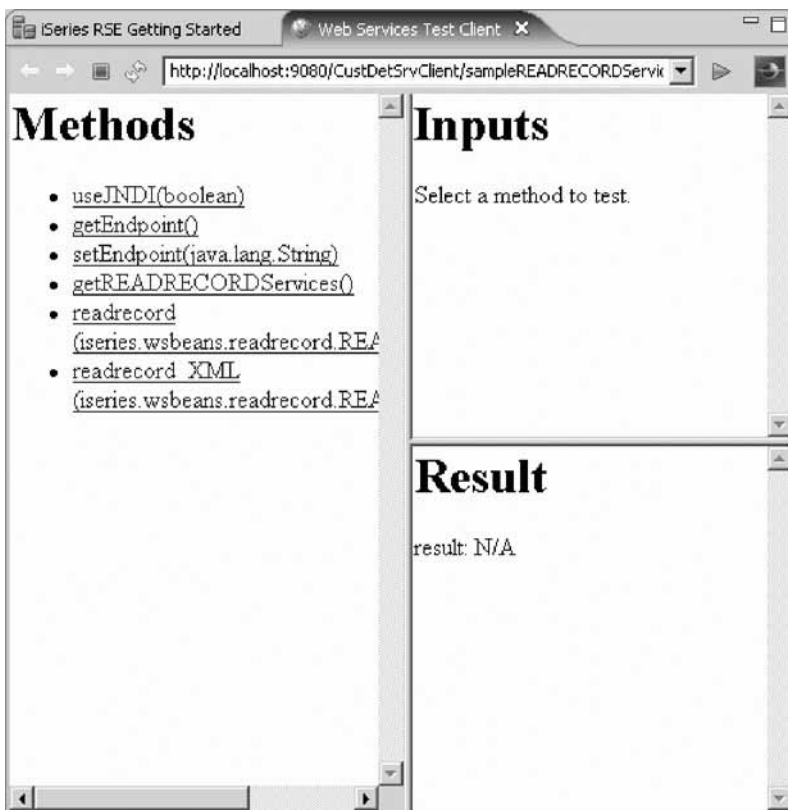 iSeries RSE Getting Started
Web Services Test Client
http://localhost:9080/CustDetSrvClient/sampleREADRECORDServic
Methods
useJNDI(boolean)
getEndpoint()
setEndpoint(java.lang.String)
getREADRECORDServices()
readrecord
(iseries.wsbeans.readrecord.REA
readrecord_XML
(iseries.wsbeans.readrecord.REA
Inputs
Select a method to test.
Result
result: N/A